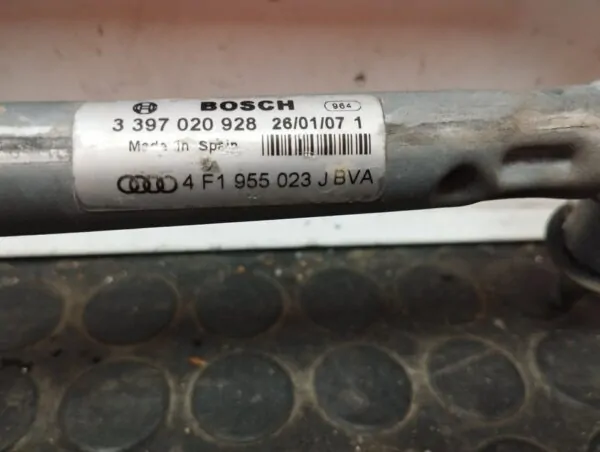 BOSCH 964
3 397 020 928 26/01/07 1
Made in Spain
4 F1 955 023 J BVA